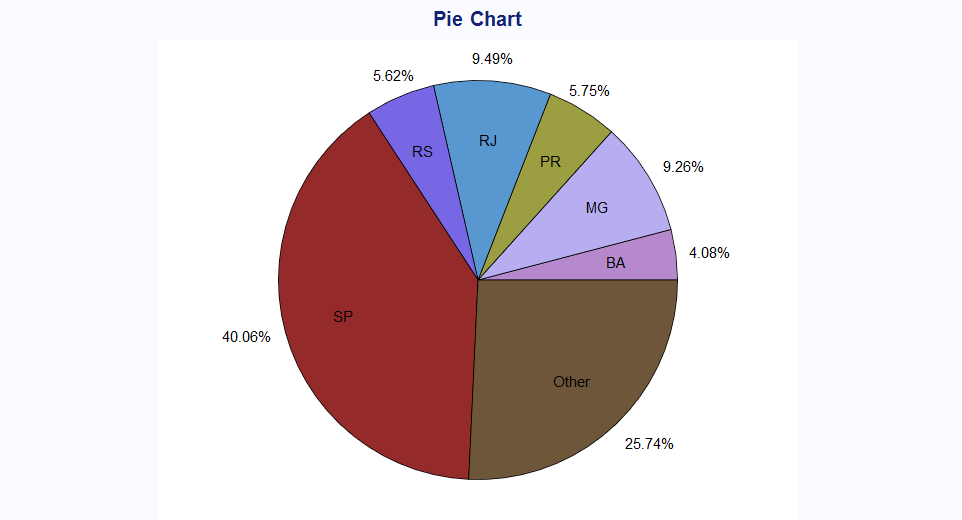 Pie Chart
9.49%
5.62%
5.75%
RJ
RS
PR
9.26%
MG
4.08%
BA
SP
40.06%
Other
25.74%